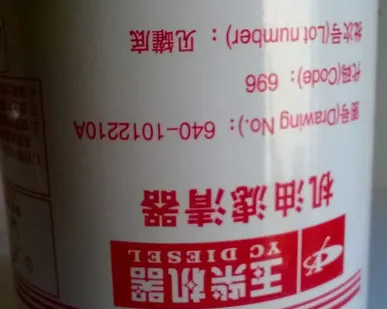 玉柴机器
YC DIESEL
机油滤清器
图号(Drawing No.): 640-1012210A
代码(Code): 696
批次号(Lot number): 见罐底